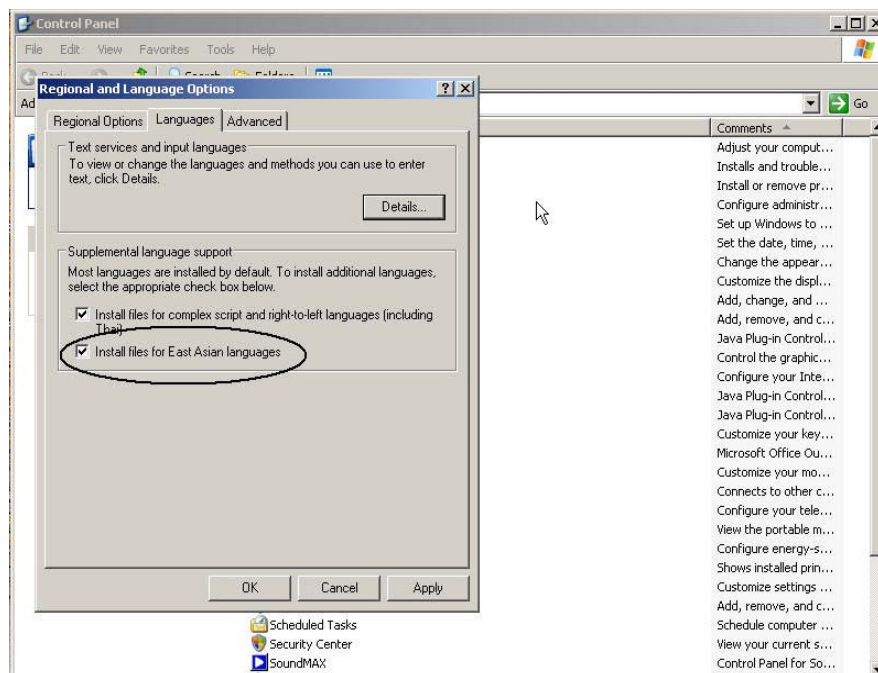 Control Panel
File Edit View Favorites Tools Help
Search Folders
Regional and Language Options
Ad Go
Regional Options Languages Advanced
Comments
Text services and input languages
To view or change the languages and methods you can use to enter
text, click Details.
Details...
Supplemental language support
Most languages are installed by default. To install additional languages,
select the appropriate check box below.
Install files for complex script and right-to-left languages (including
Thai)
Install files for East Asian languages
OK Cancel Apply
Adjust your comput...
Installs and trouble...
Install or remove pr...
Configure administr...
Set up Windows to ...
Set the date, time, ...
Change the appear...
Customize the displ...
Add, change, and ...
Add, remove, and c...
Java Plug-in Control...
Control the graphic...
Configure your Inte...
Java Plug-in Control...
Java Plug-in Control...
Customize your key...
Microsoft Office Ou...
Customize your mo...
Connects to other c...
Configure your tele...
View the portable m...
Configure energy-s...
Shows installed prin...
Customize settings ...
Add, remove, and c...
Scheduled Tasks Schedule computer ...
Security Center View your current s...
SoundMAX Control Panel for So...